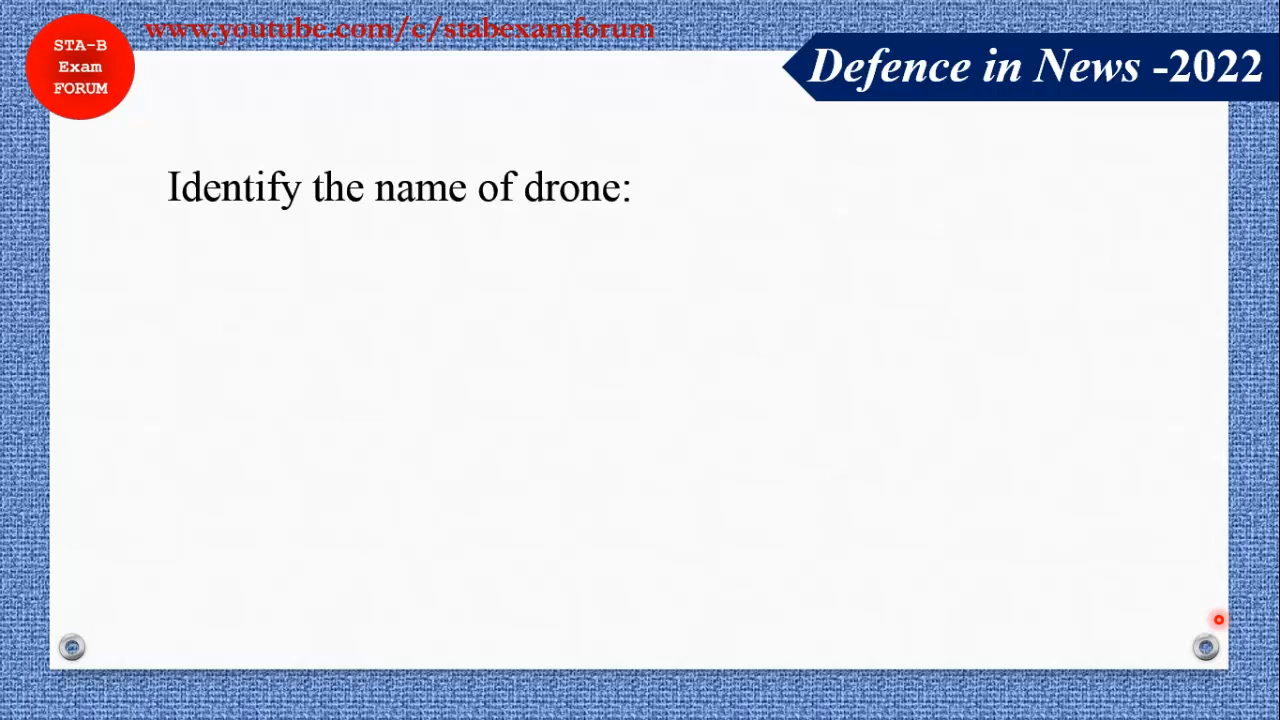 www.youtube.com/c/stabexamforum
STA-B
Exam
FORUM
Defence in News -2022
Identify the name of drone: